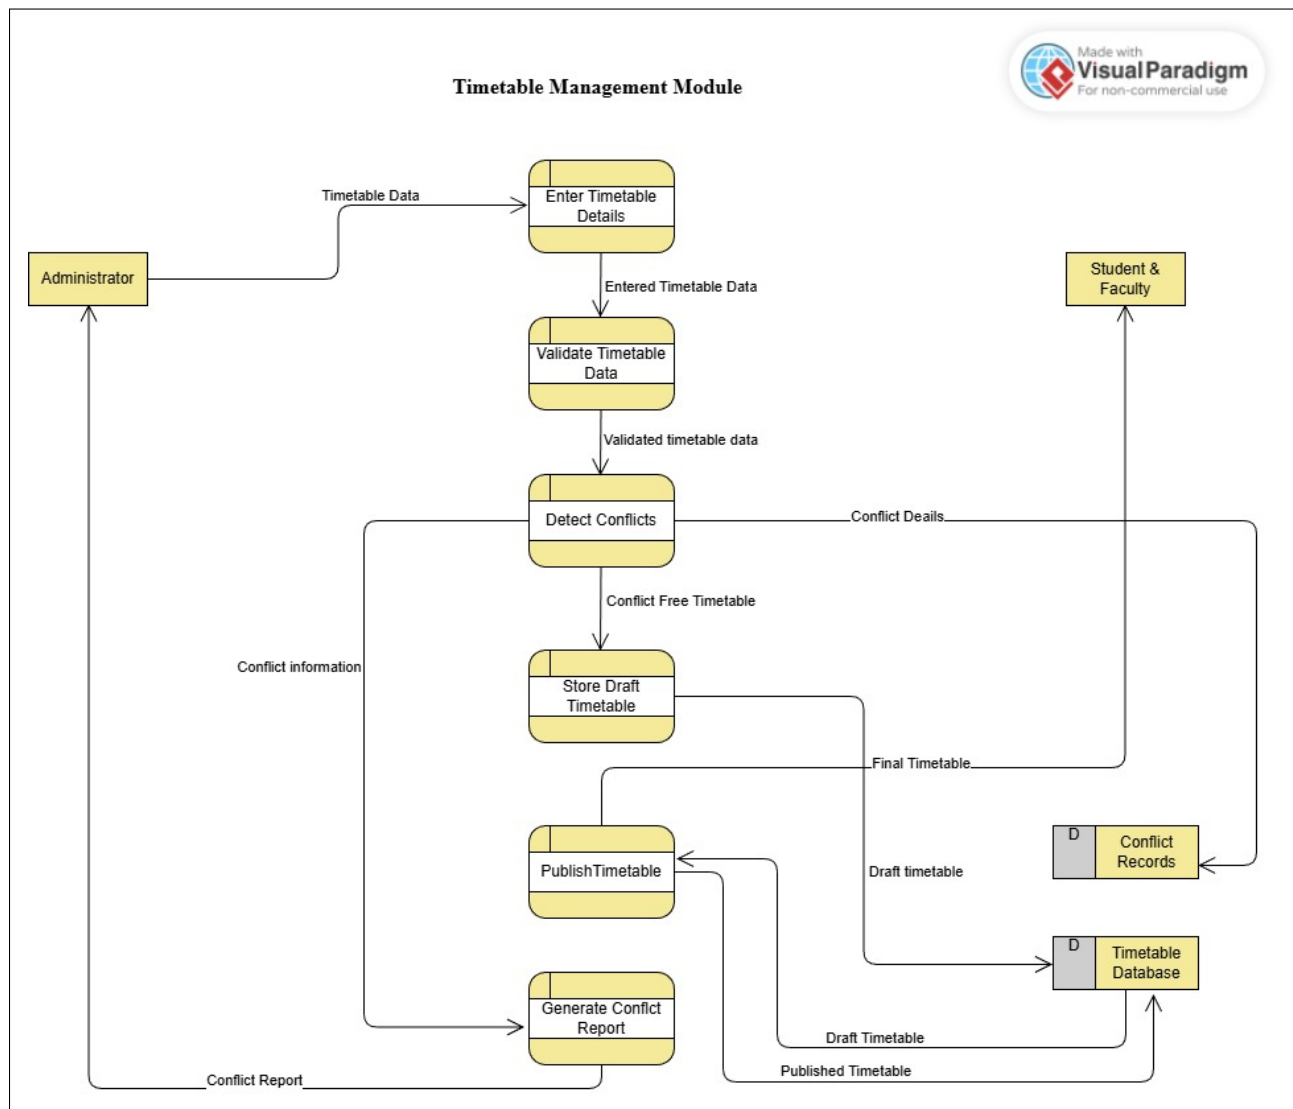 Made with
Visual Paradigm
For non-commercial use
Timetable Management Module
Timetable Data
Enter Timetable
Details
Administrator
Student &
Faculty
Entered Timetable Data
Validate Timetable
Data
Validated timetable data
Detect Conflicts
Conflict Deails
Conflict Free Timetable
Conflict information
Store Draft
Timetable
Final Timetable
D
Conflict
Records
PublishTimetable
Draft timetable
D
Timetable
Database
Generate Conflct
Report
Draft Timetable
Published Timetable
Conflict Report